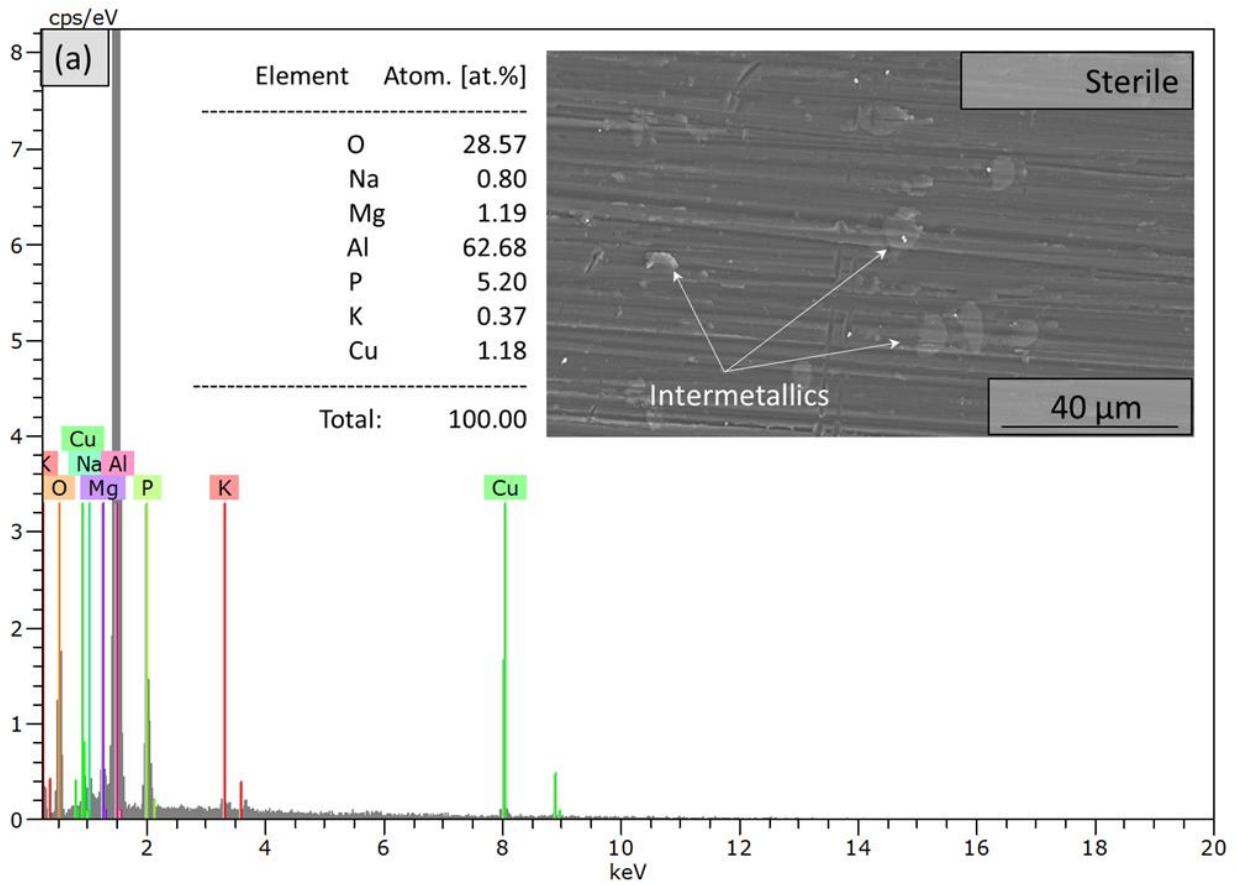 cps/eV
(a)
Element Atom. [at.%]
-----------------------------------
O 28.57
Na 0.80
Mg 1.19
Al 62.68
P 5.20
K 0.37
Cu 1.18
-----------------------------------
Total: 100.00
Sterile
Intermetallics
40 µm
8
7
6
5
4
3
2
1
0
Cu
K Na Al
O Mg P K Cu
2 4 6 8 10 12 14 16 18 20
keV